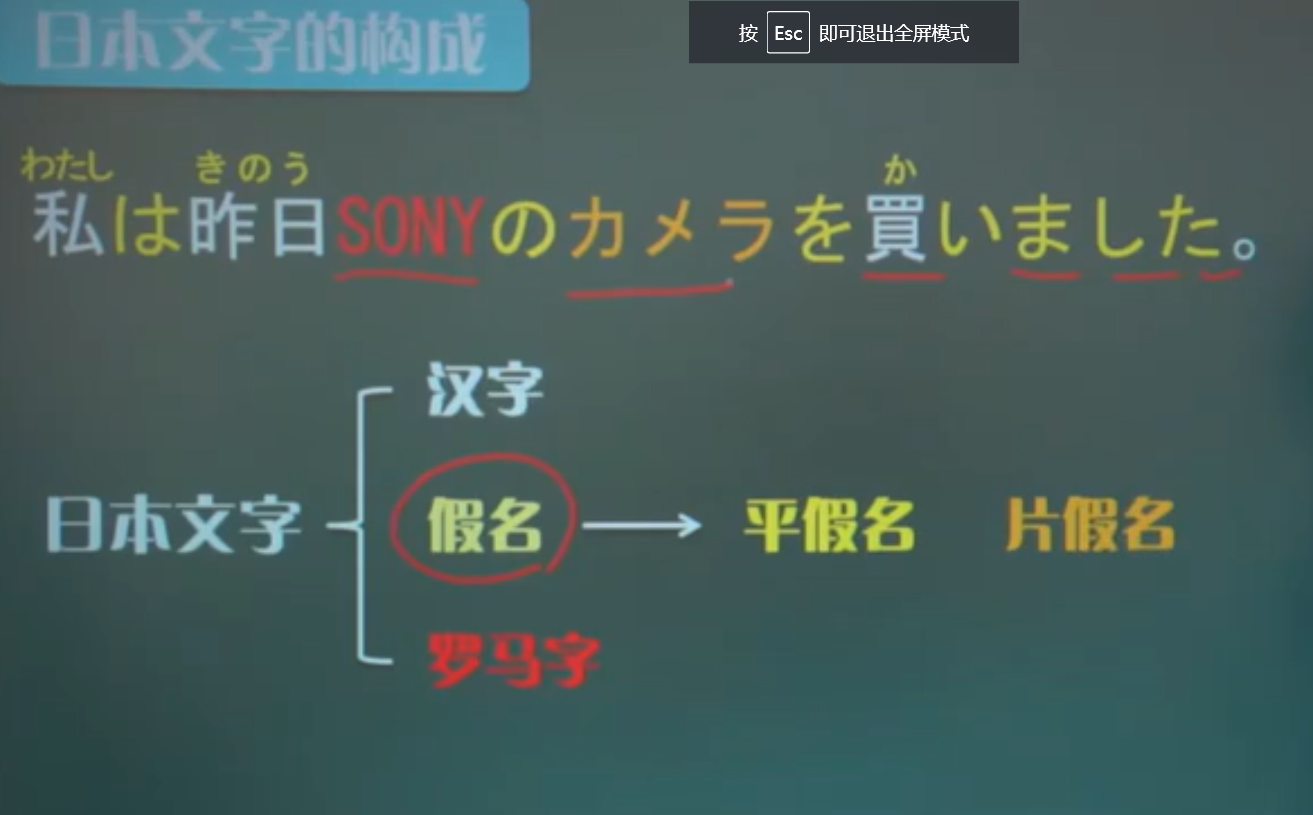 日本文字的构成
按 Esc 即可退出全屏模式
わたし きのう か
私は昨日SONYのカメラを買いました。
汉字
日本文字 假名 平假名 片假名
罗马字